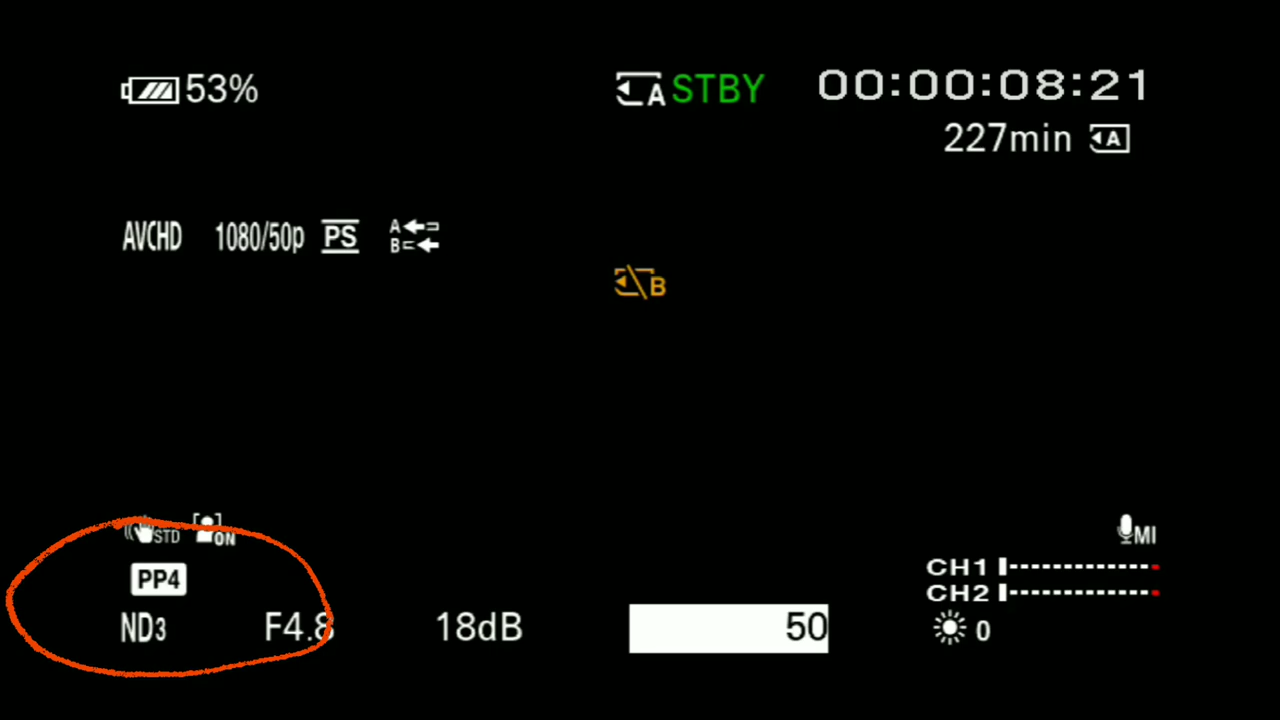 53% A STBY 00:00:08:21
227min A
AVCHD 1080/50p PS A B
B
STD ON MI
PP4 CH1
CH2
ND3 F4.8 18dB 50 0